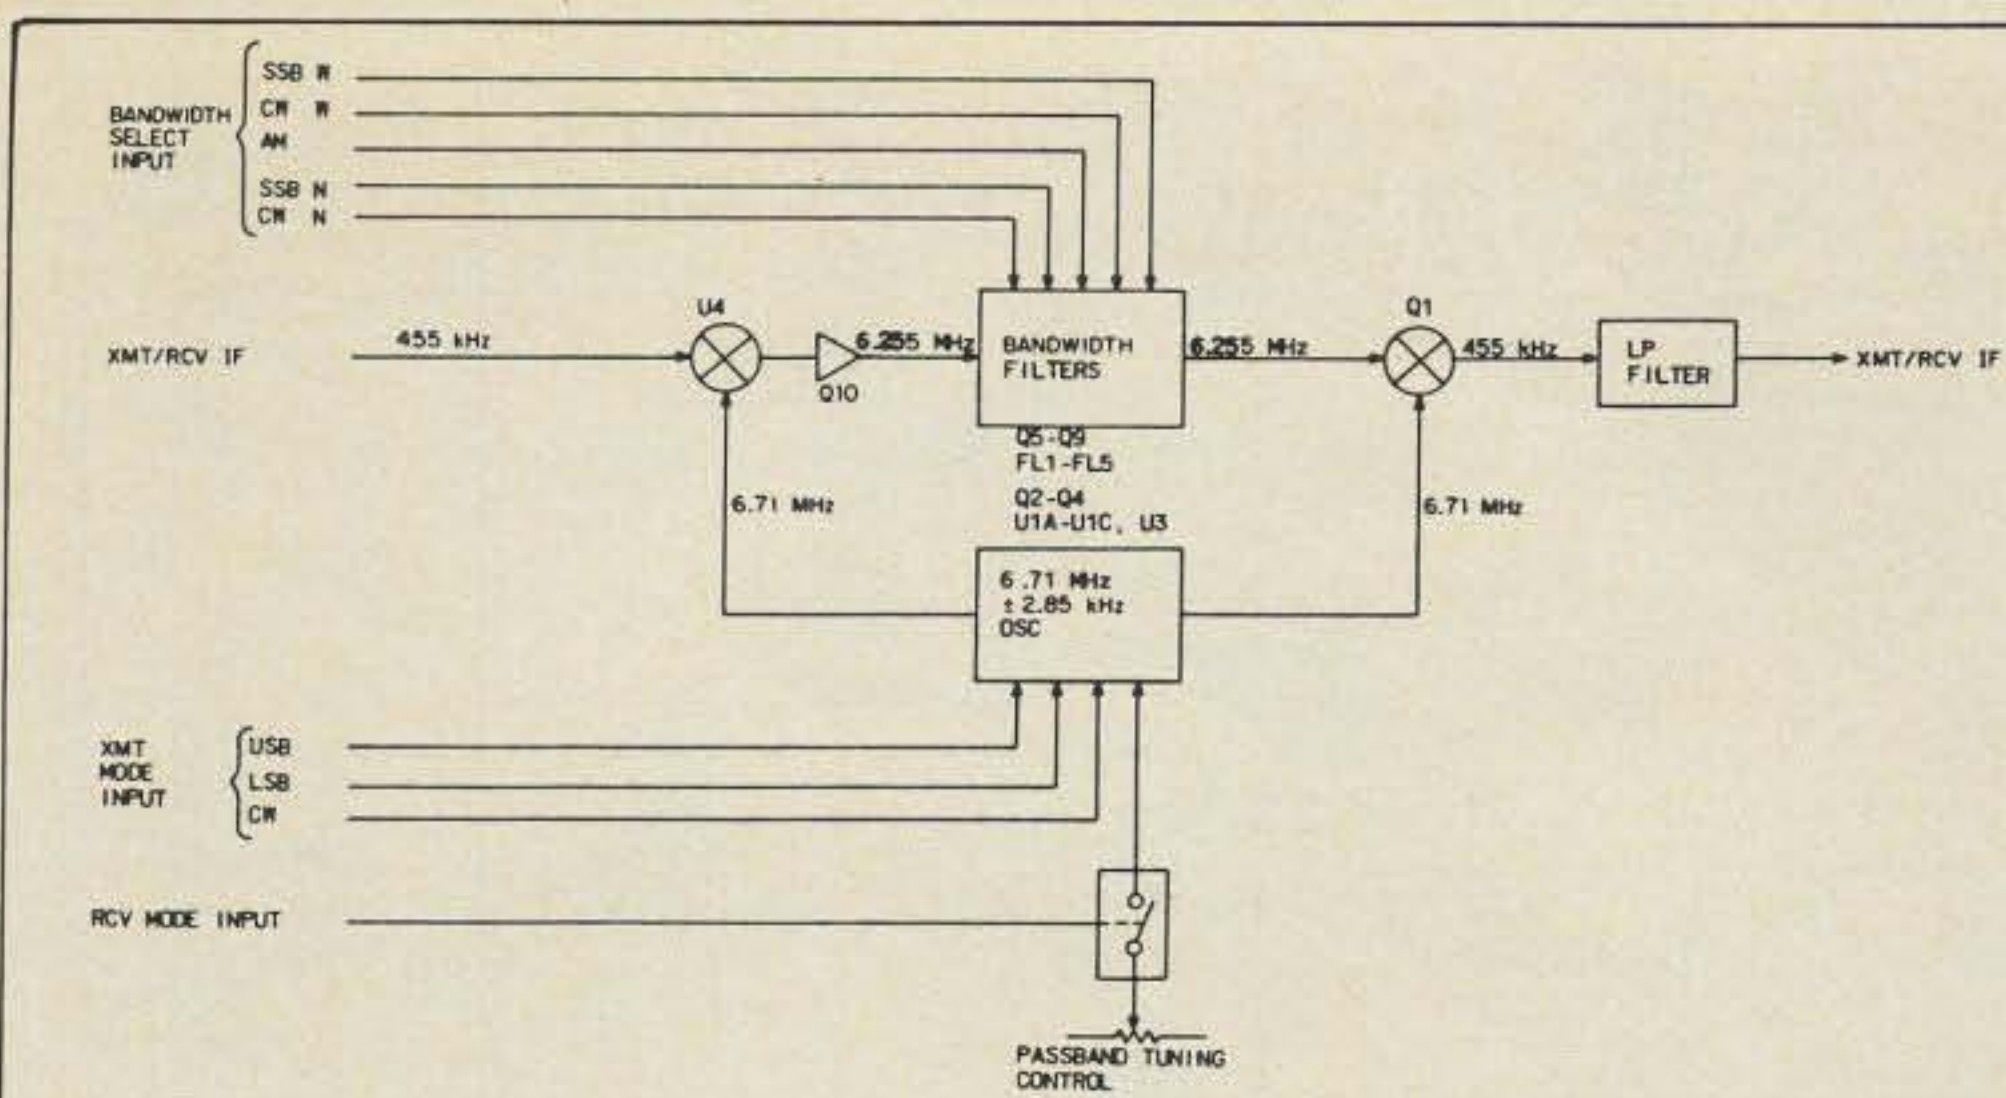 BANDWIDTH
SELECT
INPUT
SSB W
CW W
AM
SSB N
CW N
XMT/RCV IF
455 kHz
U4
Q10
6.255 MHz
BANDWIDTH
FILTERS
Q5-Q9
FL1-FL5
6.255 MHz
Q1
455 kHz
LP
FILTER
XMT/RCV IF
6.71 MHz
Q2-Q4
U1A-U1C, U3
6.71 MHz
± 2.85 kHz
OSC
6.71 MHz
XMT
MODE
INPUT
USB
LSB
CW
RCV MODE INPUT
PASSBAND TUNING
CONTROL